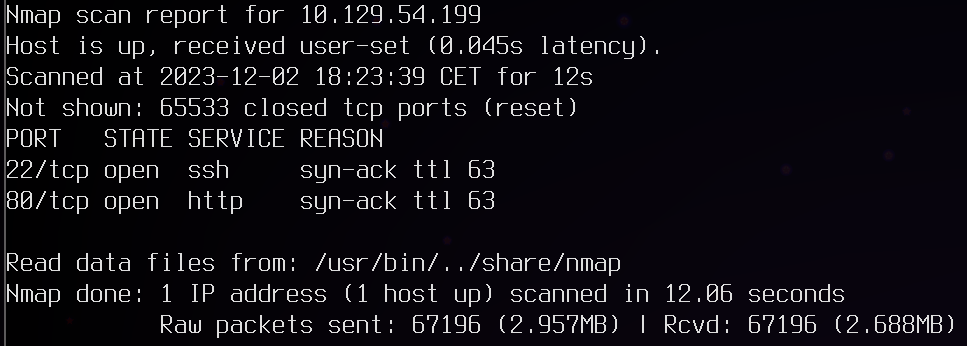 Nmap scan report for 10.129.54.199
Host is up, received user-set (0.045s latency).
Scanned at 2023-12-02 18:23:39 CET for 12s
Not shown: 65533 closed tcp ports (reset)
PORT   STATE SERVICE REASON
22/tcp open  ssh     syn-ack ttl 63
80/tcp open  http    syn-ack ttl 63
Read data files from: /usr/bin/../share/nmap
Nmap done: 1 IP address (1 host up) scanned in 12.06 seconds
           Raw packets sent: 67196 (2.957MB) | Rcvd: 67196 (2.688MB)